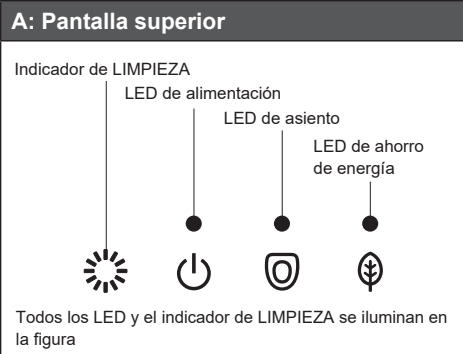 A: Pantalla superior
Indicador de LIMPIEZA
LED de alimentación
LED de asiento
LED de ahorro
de energía
Todos los LED y el indicador de LIMPIEZA se iluminan en
la figura